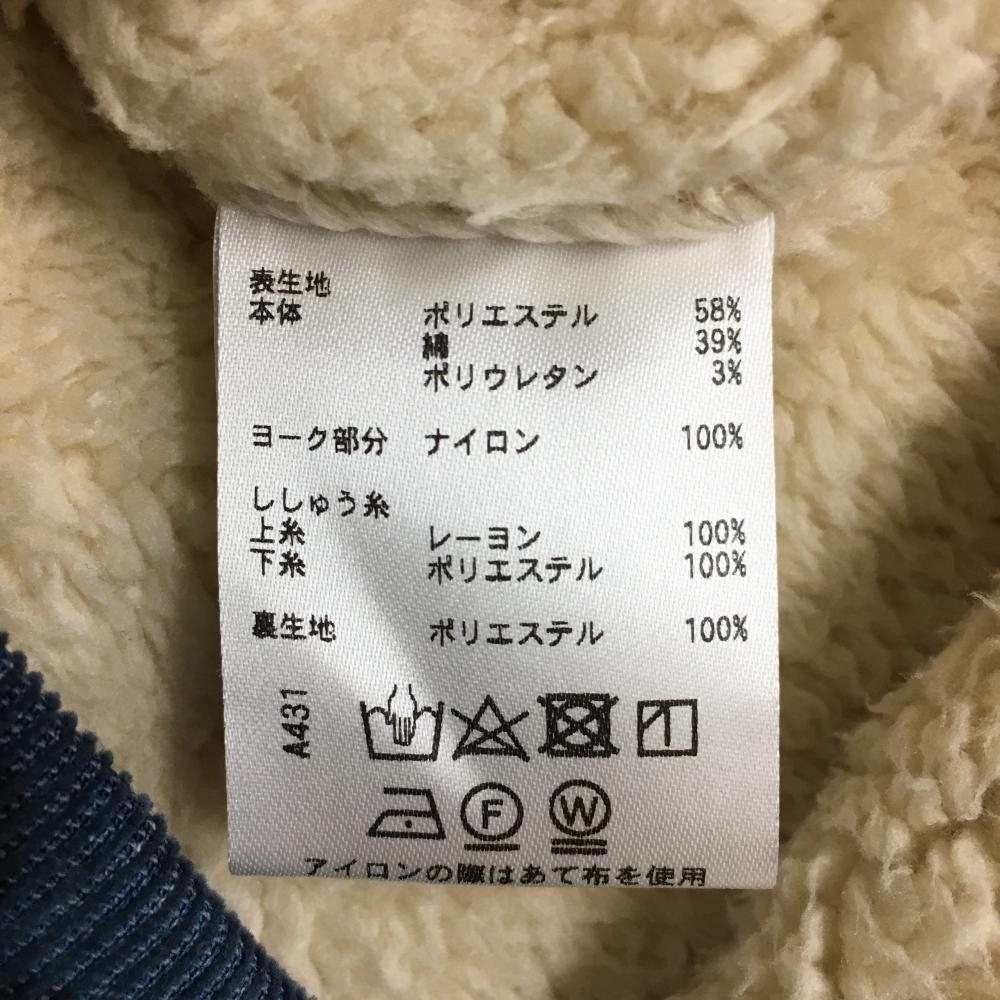 表生地
本体 ポリエステル 58%
綿 39%
ポリウレタン 3%
ヨーク部分 ナイロン 100%
ししゅう糸
上糸 レーヨン 100%
下糸 ポリエステル 100%
裏生地 ポリエステル 100%
A431
F W
アイロンの際はあて布を使用